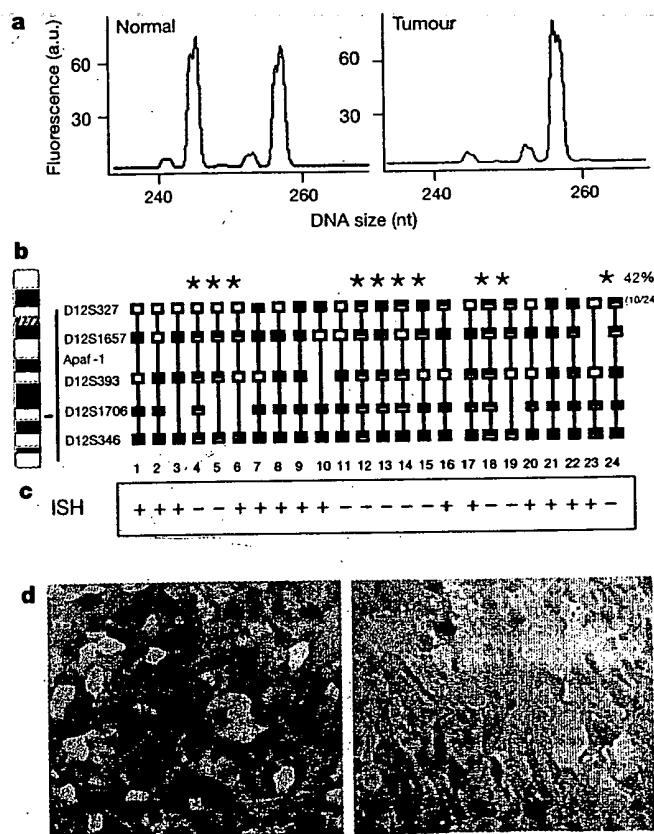 a
Normal
Tumour
Fluorescence (a.u.)
60
30
60
30
240
260
240
260
DNA size (nt)
b
* * * * * * * * * * 42%
D12S327
(10/24
D12S1657
Apaf-1
D12S393
D12S1706
D12S346
1 2 3 4 5 6 7 8 9 10 11 12 13 14 15 16 17 18 19 20 21 22 23 24
c
ISH
+ + + - - + + + + + - - - - - + + - - + + + + -
d